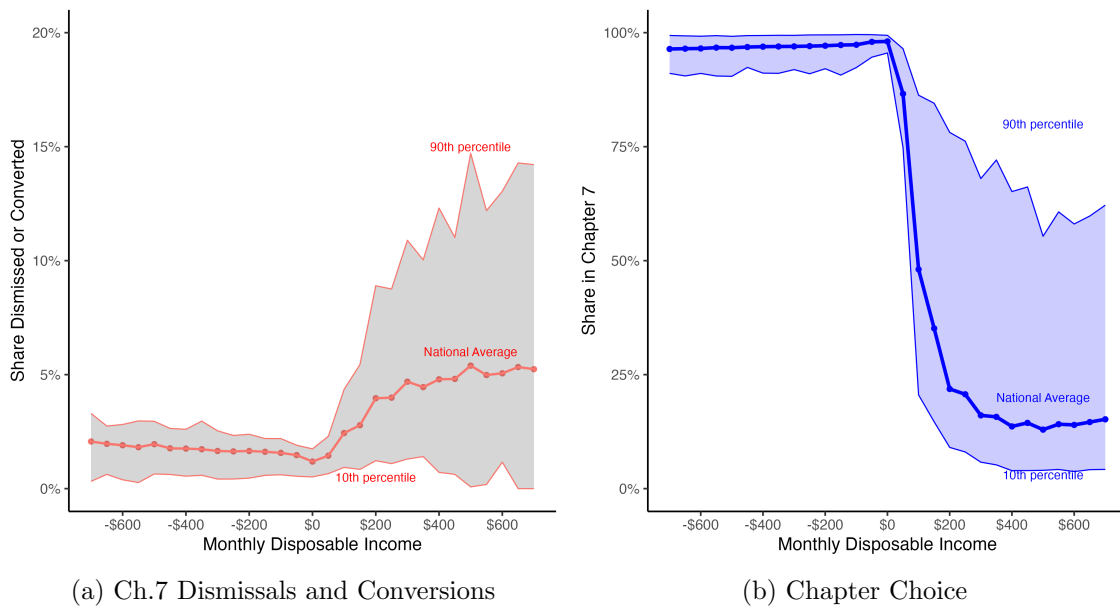 20%
15%
10%
5%
0%
Share Dismissed or Converted
90th percentile
National Average
10th percentile
-$600
-$400
-$200
$0
$200
$400
$600
Monthly Disposable Income
(a) Ch.7 Dismissals and Conversions
100%
75%
50%
25%
0%
Share in Chapter 7
90th percentile
National Average
10th percentile
-$600
-$400
-$200
$0
$200
$400
$600
Monthly Disposable Income
(b) Chapter Choice